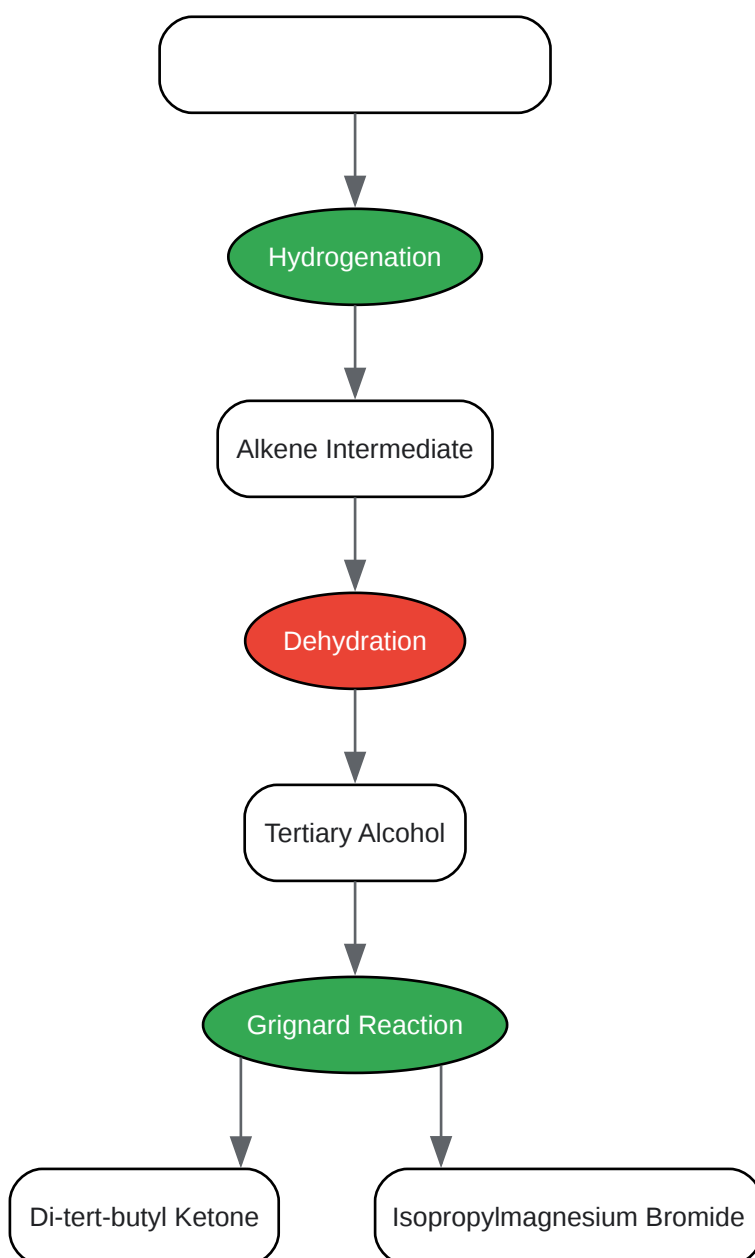 Hydrogenation
Alkene Intermediate
Dehydration
Tertiary Alcohol
Grignard Reaction
Di-tert-butyl Ketone
Isopropylmagnesium Bromide